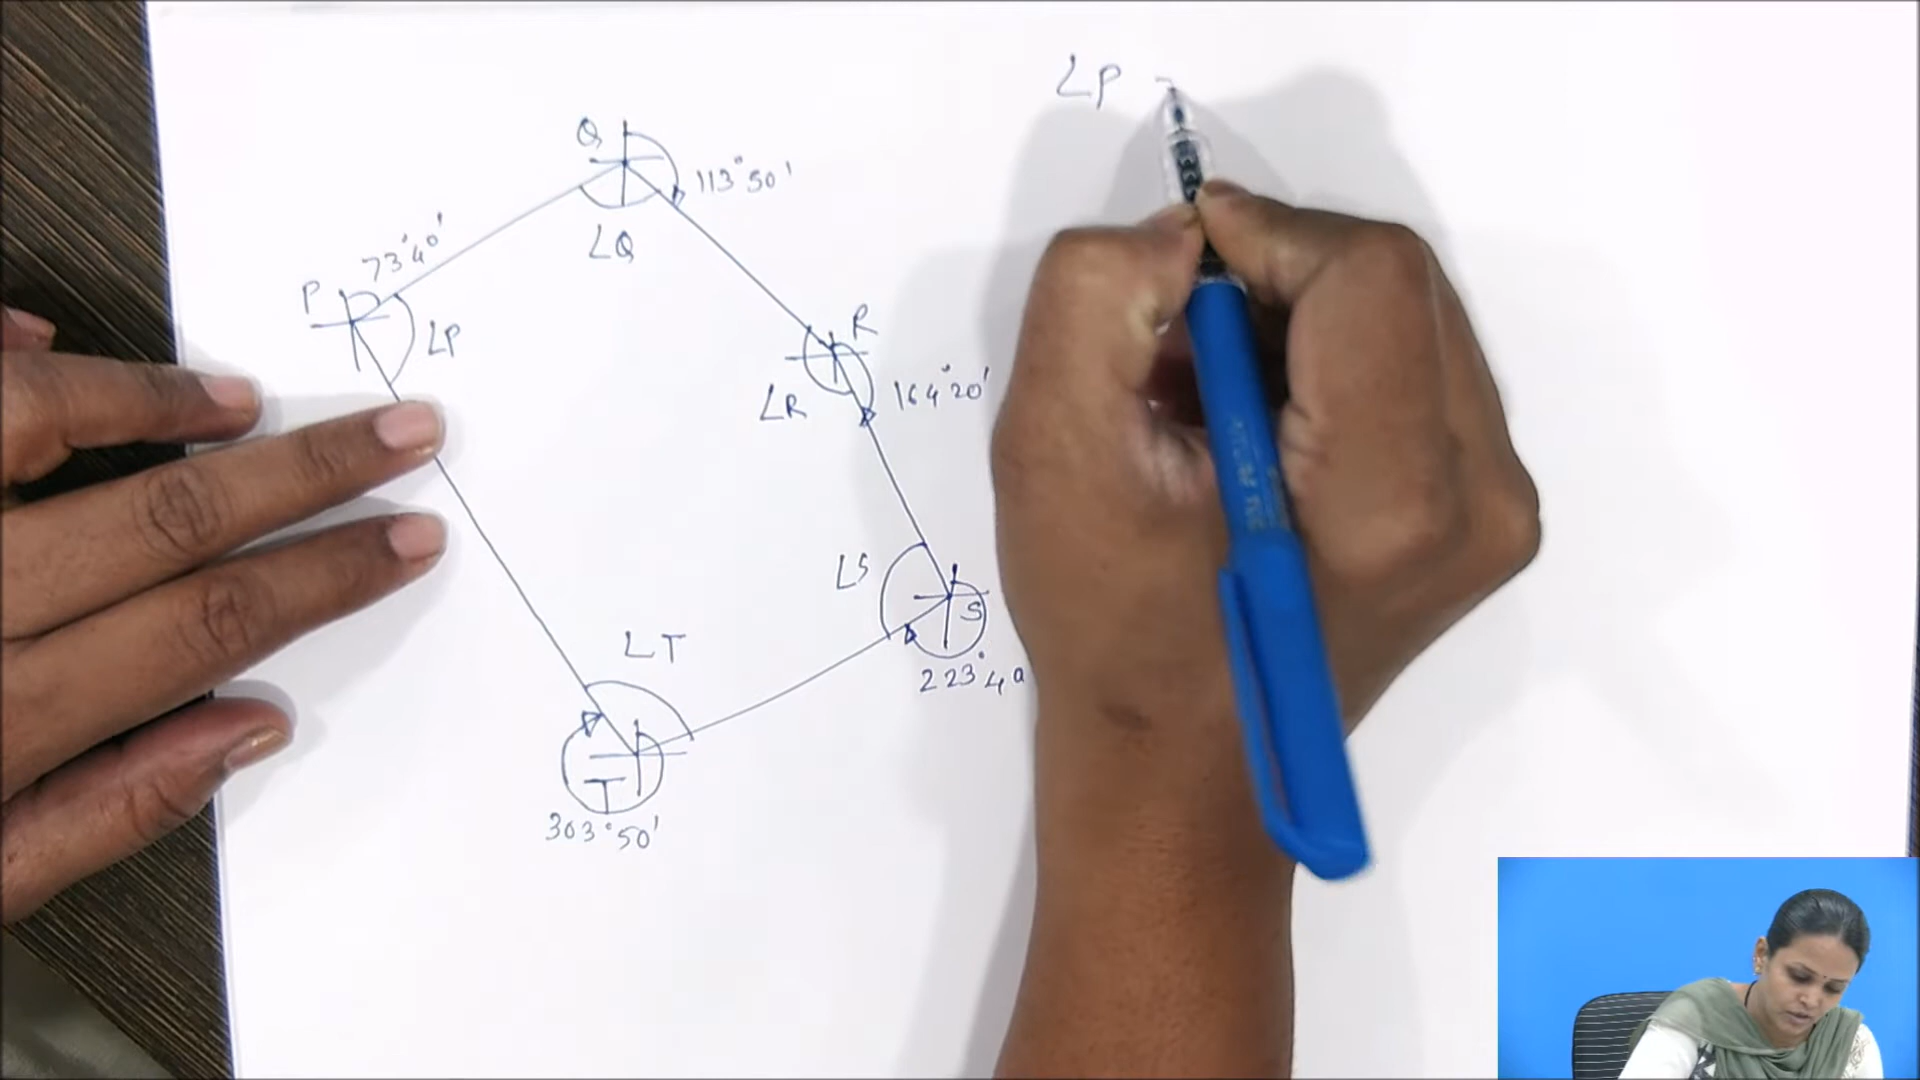 ∠P =
Q
113°50'
∠Q
73°40'
P
∠P
R
∠R
164°20'
∠S
S
223°40
∠T
T
303°50'